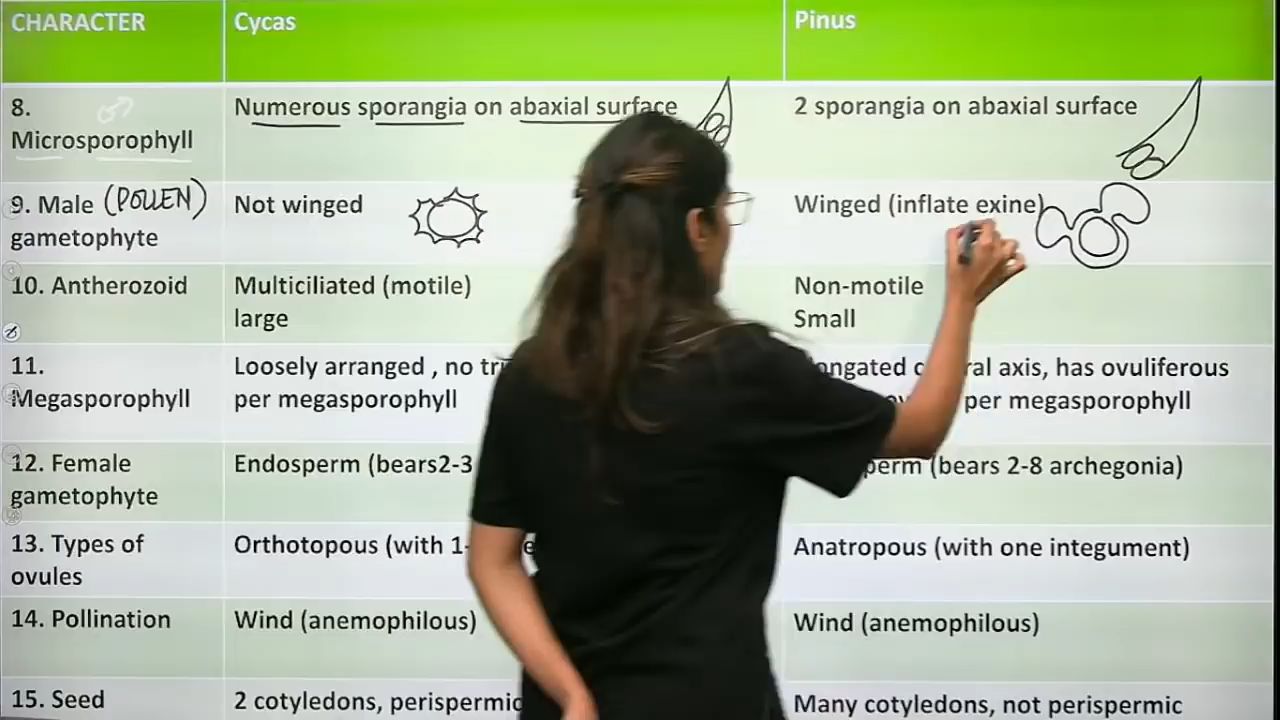 CHARACTER Cycas Pinus
8. Numerous sporangia on abaxial surface 2 sporangia on abaxial surface
Microsporophyll
9. Male (POLLEN) Not winged Winged (inflate exine)
gametophyte
10. Antherozoid Multiciliated (motile) Non-motile
large Small
11. Loosely arranged , no axis, has ovuliferous
Megasporophyll per megasporophyll per megasporophyll
12. Female Endosperm (bears2-3 (bears 2-8 archegonia)
gametophyte
13. Types of Orthotopous (with 1- Anatropous (with one integument)
ovules
14. Pollination Wind (anemophilous) Wind (anemophilous)
15. Seed 2 cotyledons, perispermic Many cotyledons, not perispermic